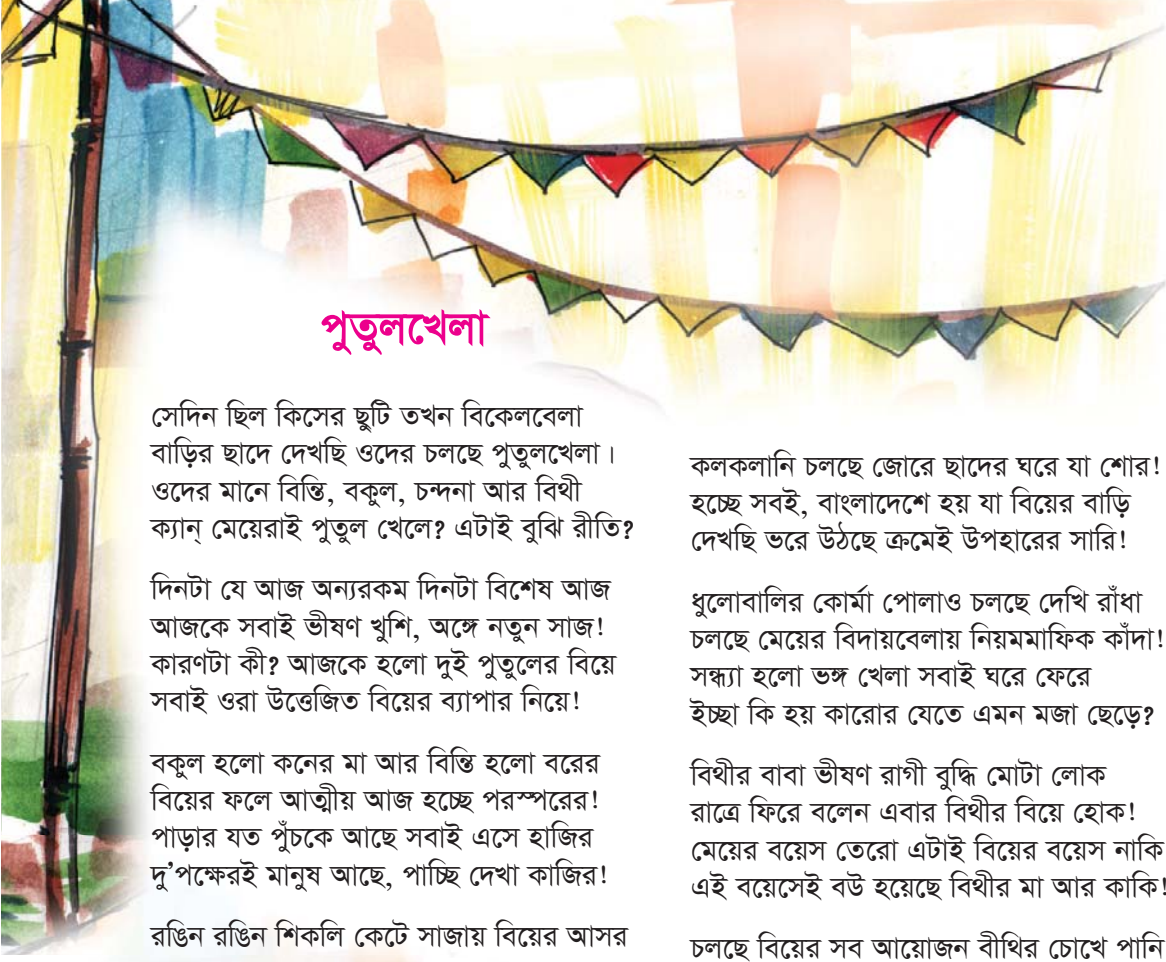 পুতুলখেলা
সেদিন ছিল কিসের ছুটি তখন বিকেলবেলা
বাড়ির ছাদে দেখছি ওদের চলছে পুতুলখেলা।
ওদের মানে বিন্তি, বকুল, চন্দনা আর বিথী
ক্যান্ মেয়েরাই পুতুল খেলে? এটাই বুঝি রীতি?
দিনটা যে আজ অন্যরকম দিনটা বিশেষ আজ
আজকে সবাই ভীষণ খুশি, অঙ্গে নতুন সাজ!
কারণটা কী? আজকে হলো দুই পুতুলের বিয়ে
সবাই ওরা উত্তেজিত বিয়ের ব্যাপার নিয়ে!
বকুল হলো কনের মা আর বিন্তি হলো বরের
বিয়ের ফলে আত্মীয় আজ হচ্ছে পরস্পরের!
পাড়ার যত পুঁচকে আছে সবাই এসে হাজির
দু’পক্ষেরই মানুষ আছে, পাচ্ছি দেখা কাজির!
রঙিন রঙিন শিকলি কেটে সাজায় বিয়ের আসর
কলকলানি চলছে জোরে ছাদের ঘরে যা শোর!
হচ্ছে সবই, বাংলাদেশে হয় যা বিয়ের বাড়ি
দেখছি ভরে উঠছে ক্রমেই উপহারের সারি!
ধুলোবালির কোর্মা পোলাও চলছে দেখি রাঁধা
চলছে মেয়ের বিদায়বেলায় নিয়মমাফিক কাঁদা!
সন্ধ্যা হলো ভঙ্গ খেলা সবাই ঘরে ফেরে
ইচ্ছা কি হয় কারোর যেতে এমন মজা ছেড়ে?
বিথীর বাবা ভীষণ রাগী বুদ্ধি মোটা লোক
রাত্রে ফিরে বলেন এবার বিথীর বিয়ে হোক!
মেয়ের বয়েস তেরো এটাই বিয়ের বয়েস নাকি
এই বয়েসেই বউ হয়েছে বিথীর মা আর কাকি!
চলছে বিয়ের সব আয়োজন বীথির চোখে পানি